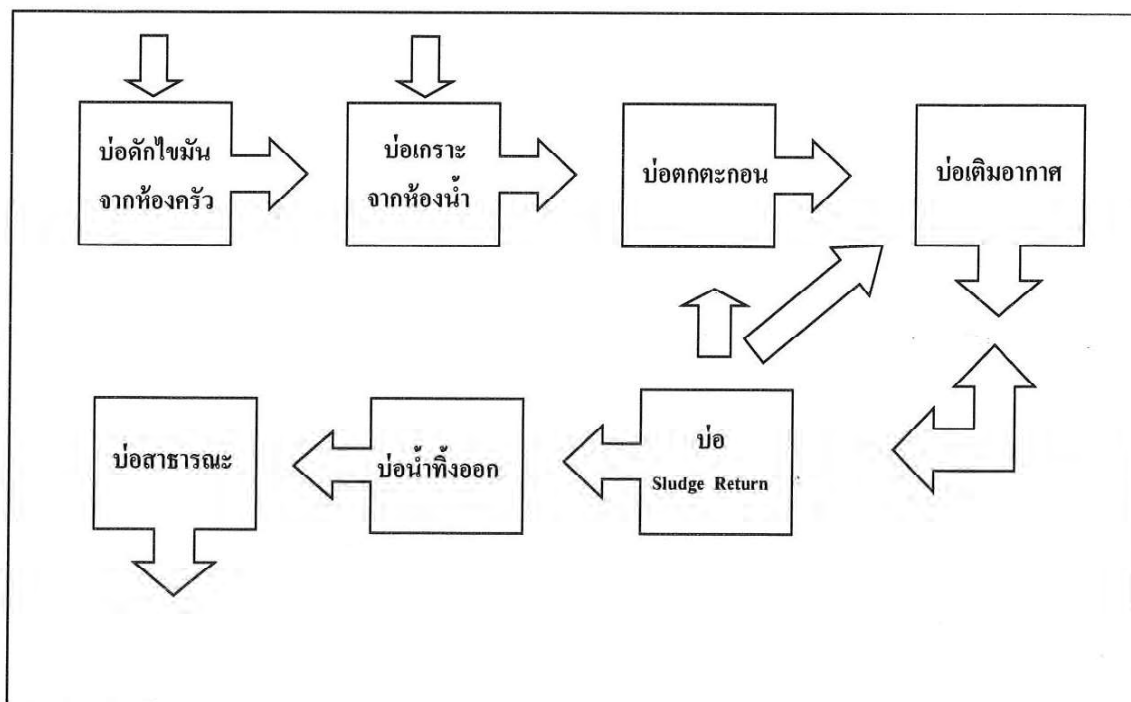 บ่อดักไขมัน
จากห้องครัว
บ่อเกราะ
จากห้องน้ำ
บ่อตกตะกอน
บ่อเติมอากาศ
บ่อสาธารณะ
บ่อน้ำทิ้งออก
บ่อ
Sludge Return